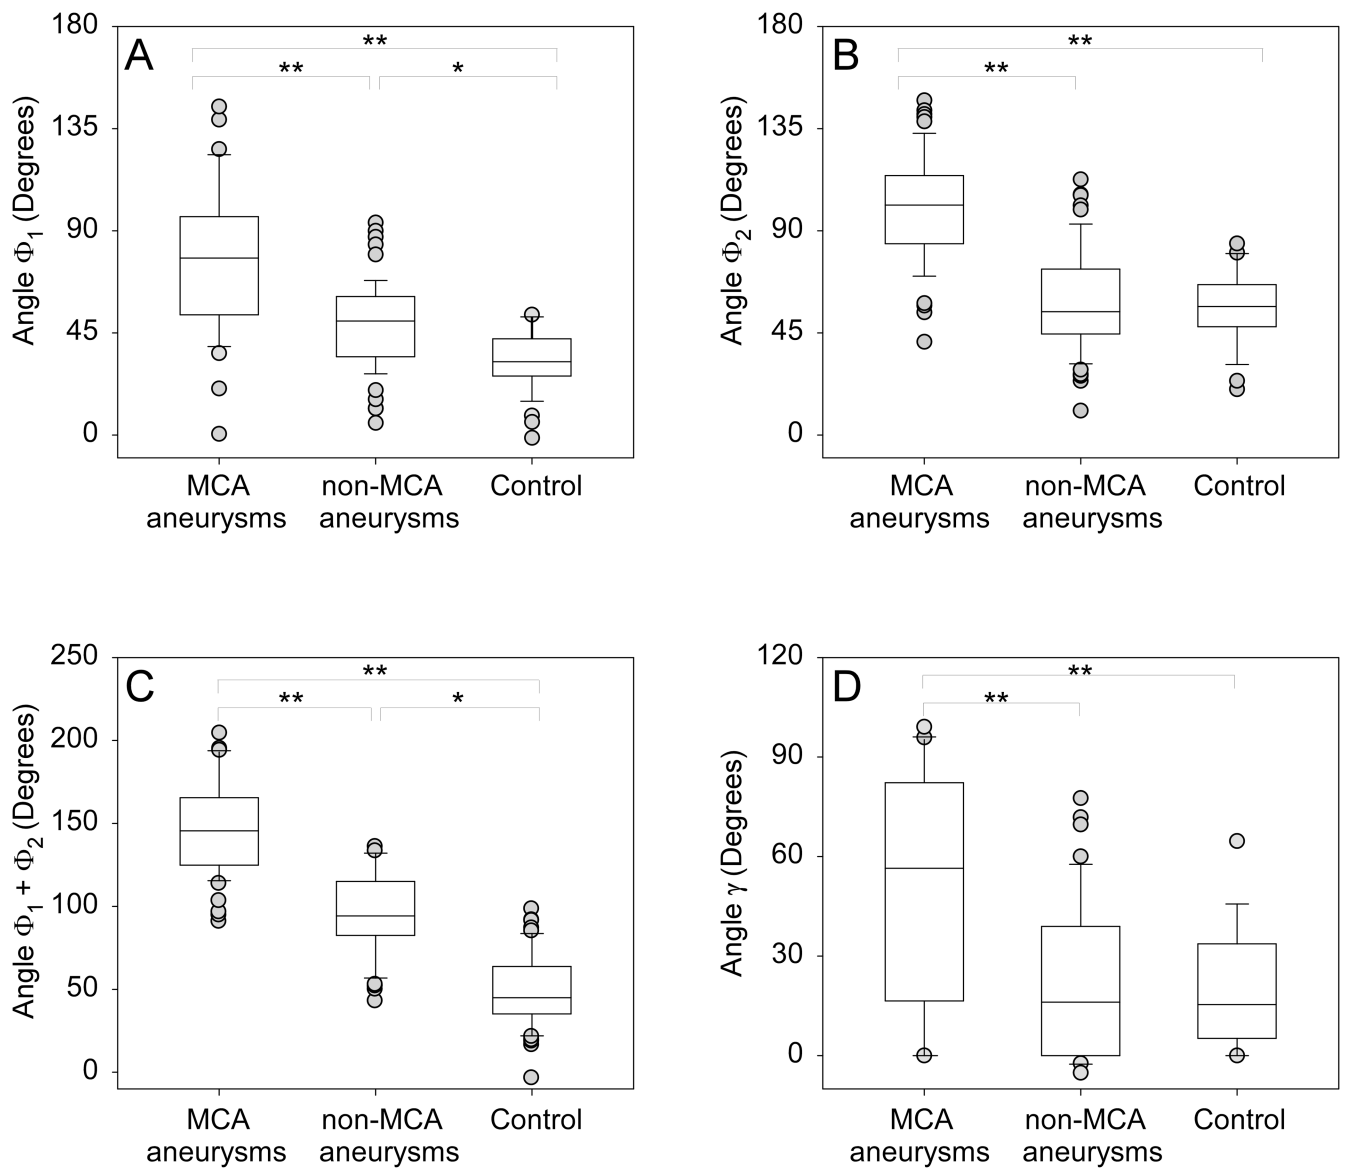 A
180
135
90
45
0
Angle Φ1 (Degrees)
**
**
*
MCA aneurysms
non-MCA aneurysms
Control
B
180
135
90
45
0
Angle Φ2 (Degrees)
**
**
MCA aneurysms
non-MCA aneurysms
Control
C
250
200
150
100
50
0
Angle Φ1 + Φ2 (Degrees)
**
**
*
MCA aneurysms
non-MCA aneurysms
Control
D
120
90
60
30
0
Angle γ (Degrees)
**
**
MCA aneurysms
non-MCA aneurysms
Control